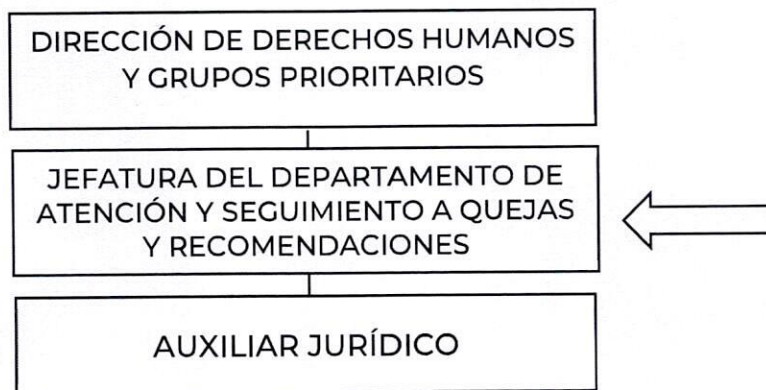 DIRECCIÓN DE DERECHOS HUMANOS
Y GRUPOS PRIORITARIOS
JEFATURA DEL DEPARTAMENTO DE
ATENCIÓN Y SEGUIMIENTO A QUEJAS
Y RECOMENDACIONES
AUXILIAR JURÍDICO